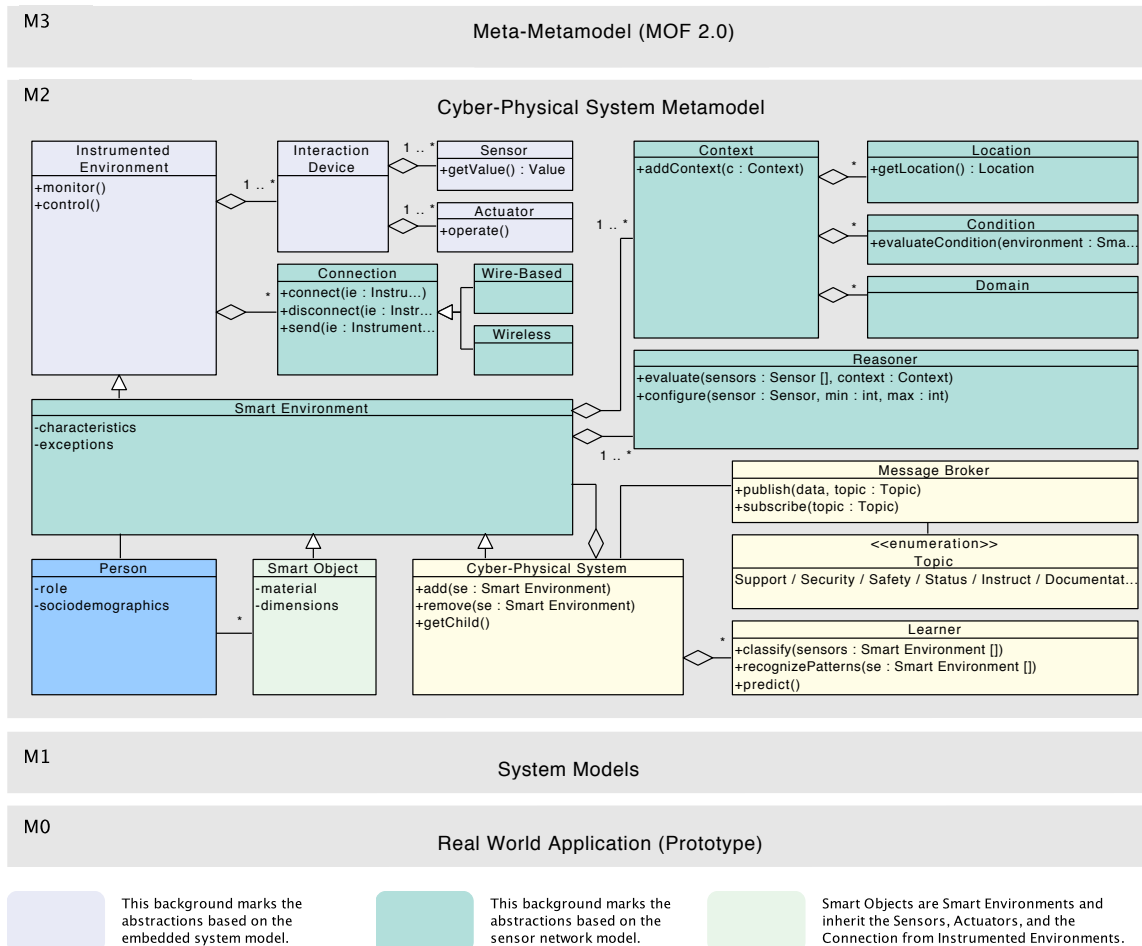 M3
Meta-Metamodel (MOF 2.0)
M2
Cyber-Physical System Metamodel
Instrumented
Environment
+monitor()
+control()
1 .. *
Interaction
Device
1 .. *
Sensor
+getValue() : Value
1 .. *
Actuator
+operate()
*
Connection
+connect(ie : Instru...)
+disconnect(ie : Instr...
+send(ie : Instrument...
Wire-Based
Wireless
1 .. *
Context
+addContext(c : Context)
*
Location
+getLocation() : Location
*
Condition
+evaluateCondition(environment : Sma...
*
Domain
Reasoner
+evaluate(sensors : Sensor [], context : Context)
+configure(sensor : Sensor, min : int, max : int)
1 .. *
Smart Environment
-characteristics
-exceptions
Message Broker
+publish(data, topic : Topic)
+subscribe(topic : Topic)
<<enumeration>>
Topic
Support / Security / Safety / Status / Instruct / Documentat...
Person
-role
-sociodemographics
*
Smart Object
-material
-dimensions
Cyber-Physical System
+add(se : Smart Environment)
+remove(se : Smart Environment)
+getChild()
*
Learner
+classify(sensors : Smart Environment [])
+recognizePatterns(se : Smart Environment [])
+predict()
M1
System Models
M0
Real World Application (Prototype)
This background marks the
abstractions based on the
embedded system model.
This background marks the
abstractions based on the
sensor network model.
Smart Objects are Smart Environments and
inherit the Sensors, Actuators, and the
Connection from Instrumented Environments.